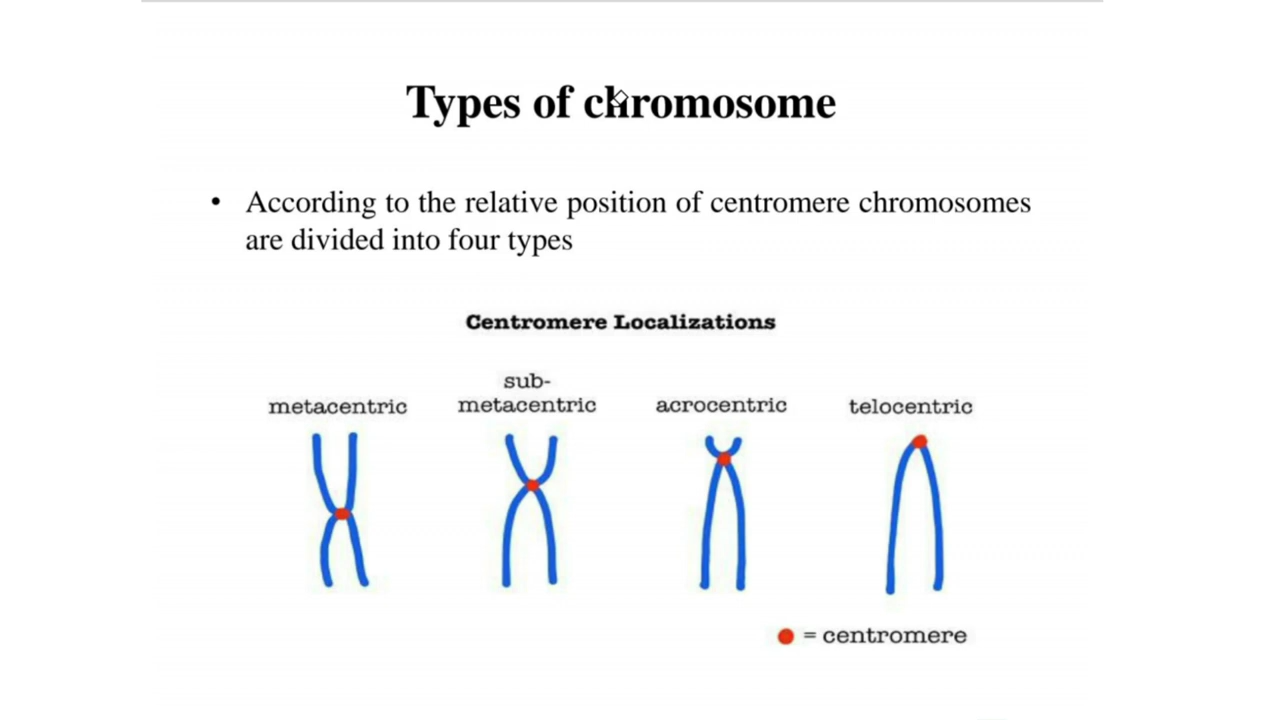 Types of chromosome
• According to the relative position of centromere chromosomes
are divided into four types
Centromere Localizations
metacentric
sub-
metacentric
acrocentric
telocentric
= centromere